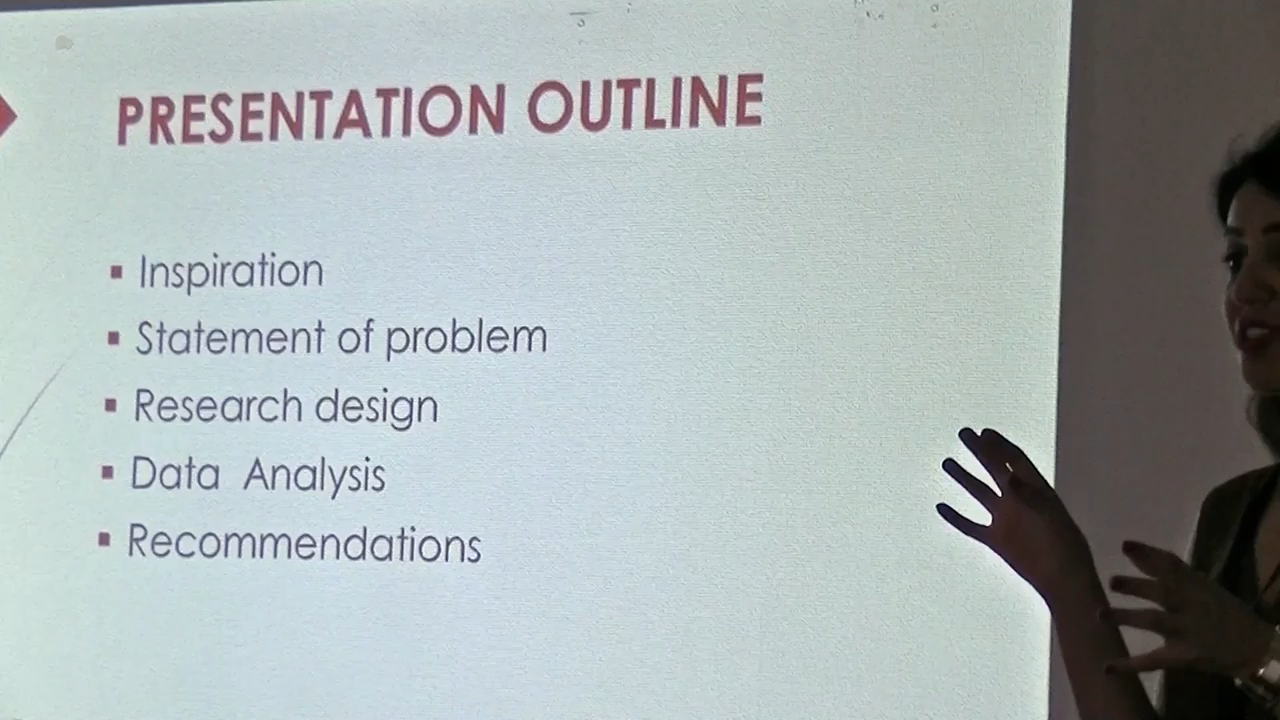 PRESENTATION OUTLINE
Inspiration
Statement of problem
Research design
Data Analysis
Recommendations